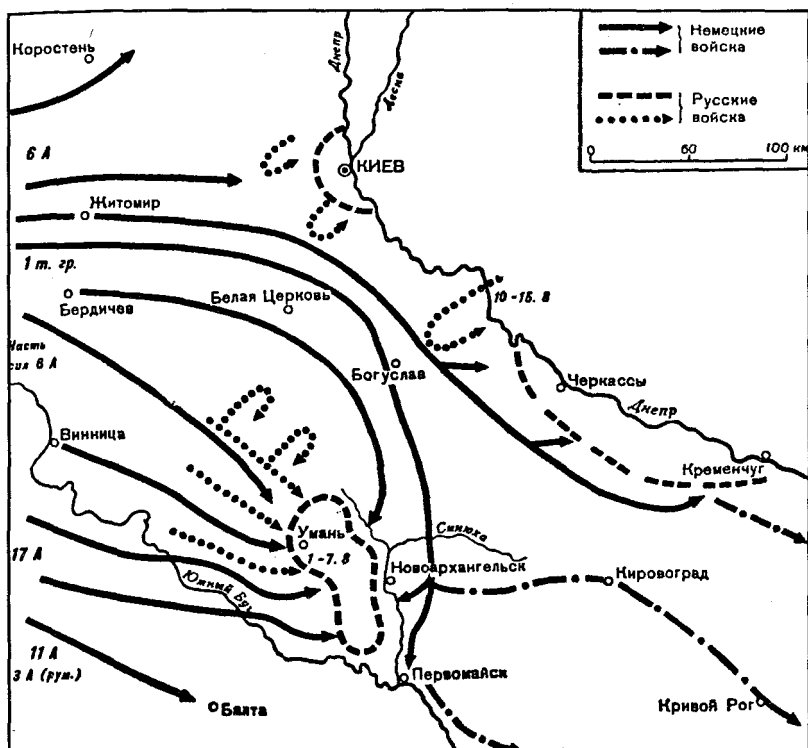 Коростень
Днепр
Десна
Немецкие
войска
Русские
войска
0 60 100 км
6 А
КИЕВ
Житомир
1 т. гр.
Бердичев
Белая Церковь
10-15. 8
Часть
сил 6 А
Богуслав
Черкассы
Днепр
Винница
Кременчуг
Умань
1-7. 8
Синюха
17 А
Новоархангельск
Кировоград
Южный Буг
11 А
3 А (рум.)
Первомайск
Балта
Кривой Рог